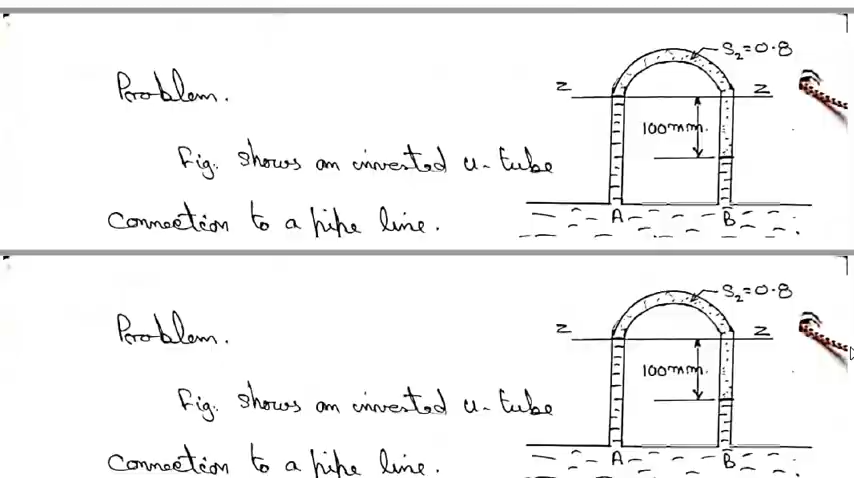 S₂=0.8
Problem.
Z Z
100mm.
Fig. shows an inverted u-tube
connection to a pipe line.
A B
S₂=0.8
Problem.
Z Z
100mm.
Fig. shows an inverted u-tube
connection to a pipe line.
A B